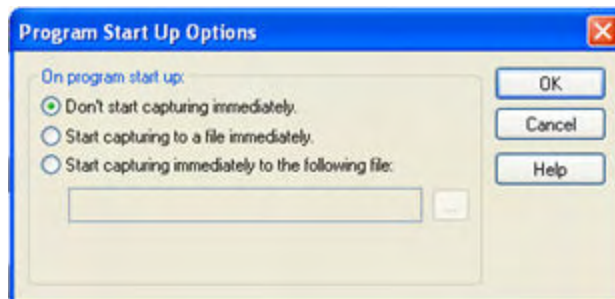 Program Start Up Options
On program start up:
Don't start capturing immediately.
Start capturing to a file immediately.
Start capturing immediately to the following file:
...
OK
Cancel
Help